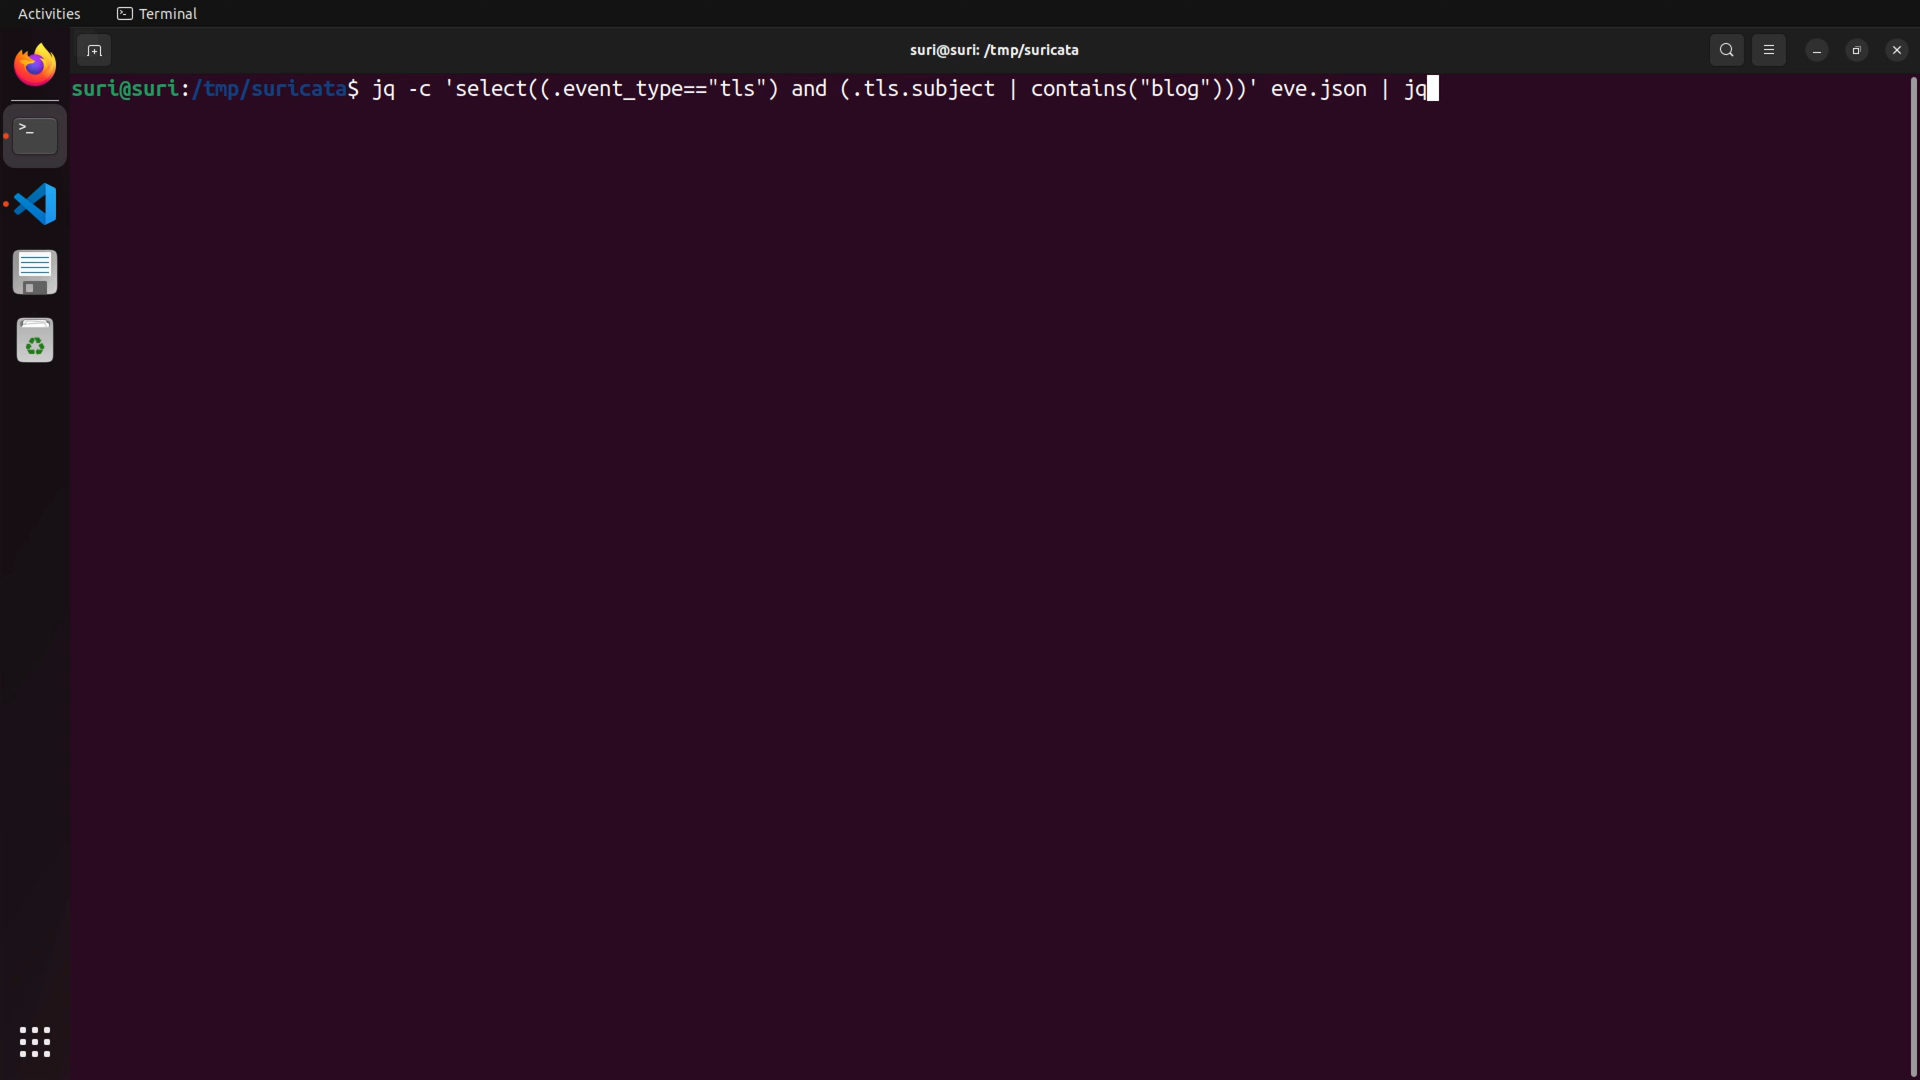 Activities
Terminal
suri@suri: /tmp/suricata
suri@suri:/tmp/suricata$ jq -c 'select((.event_type=="tls") and (.tls.subject | contains("blog")))' eve.json | jq
>_